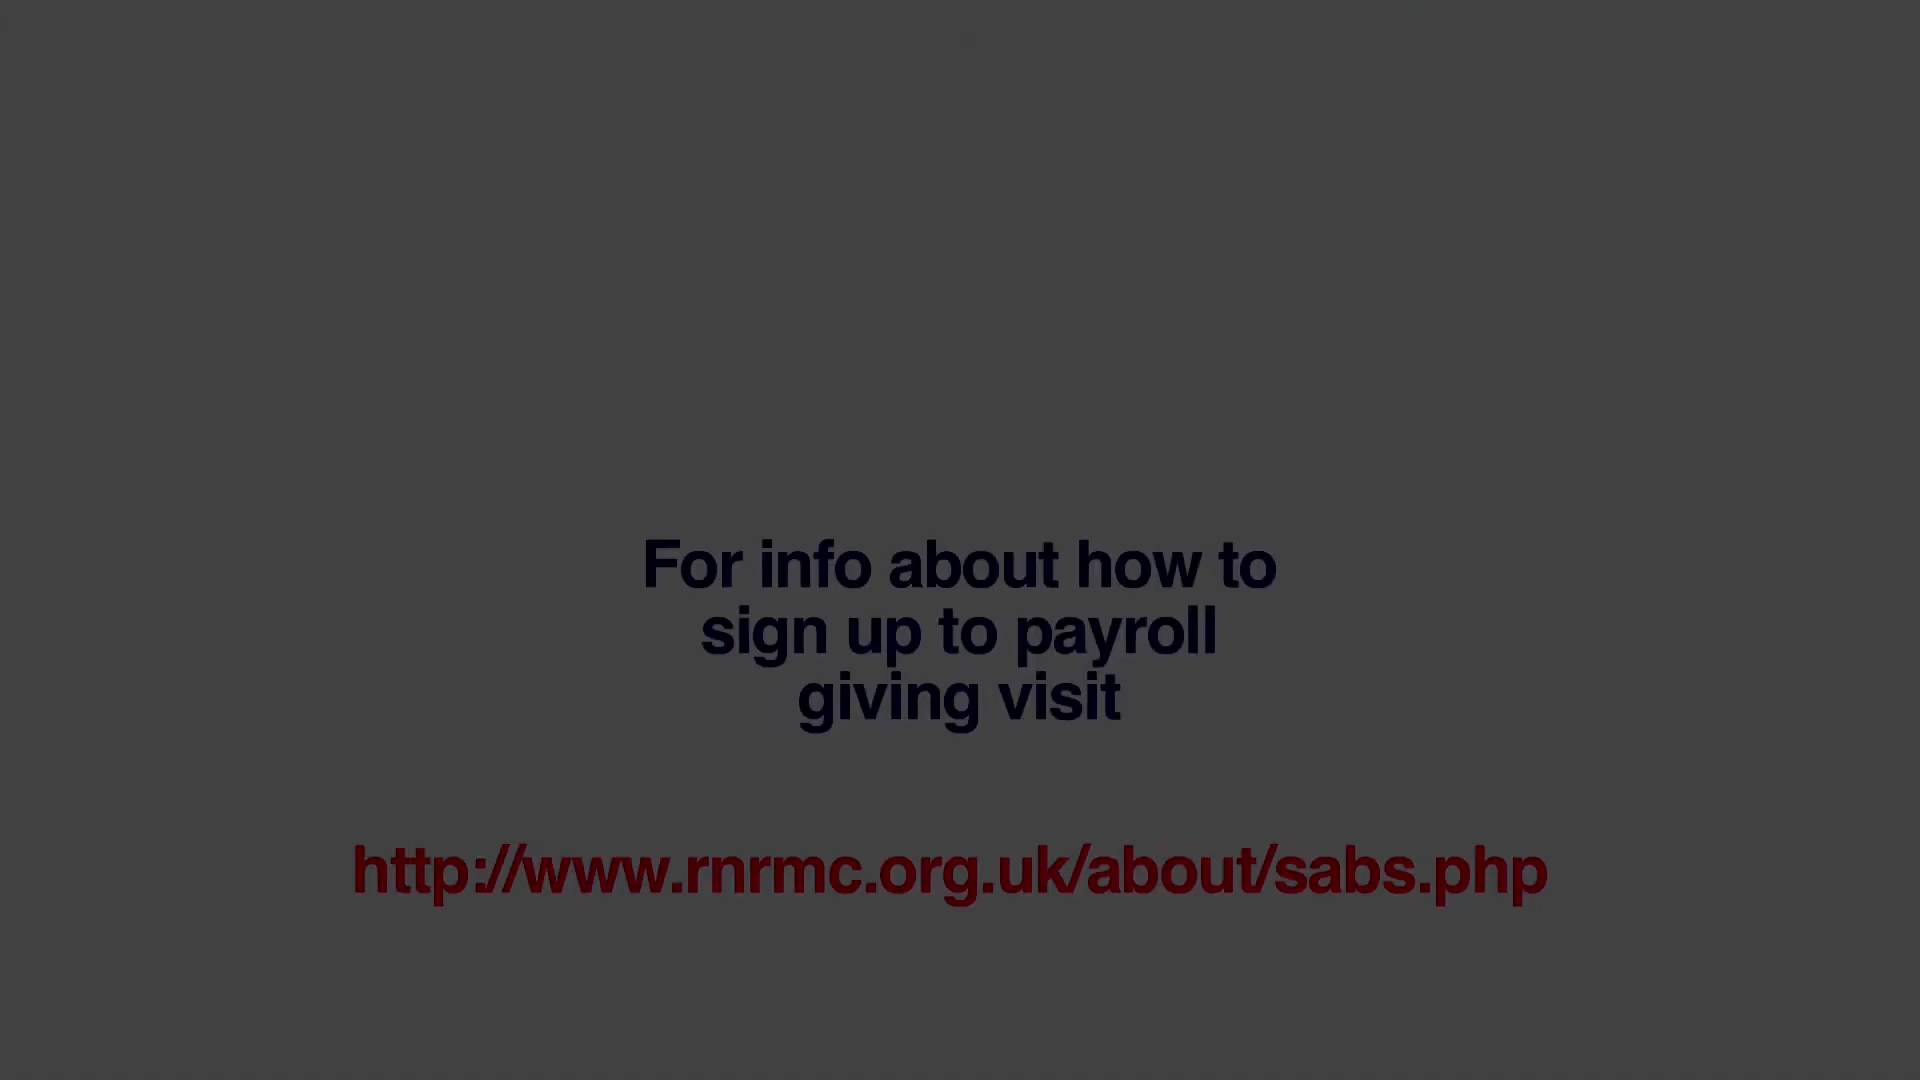 For info about how to
sign up to payroll
giving visit
http://www.rnrmc.org.uk/about/sabs.php